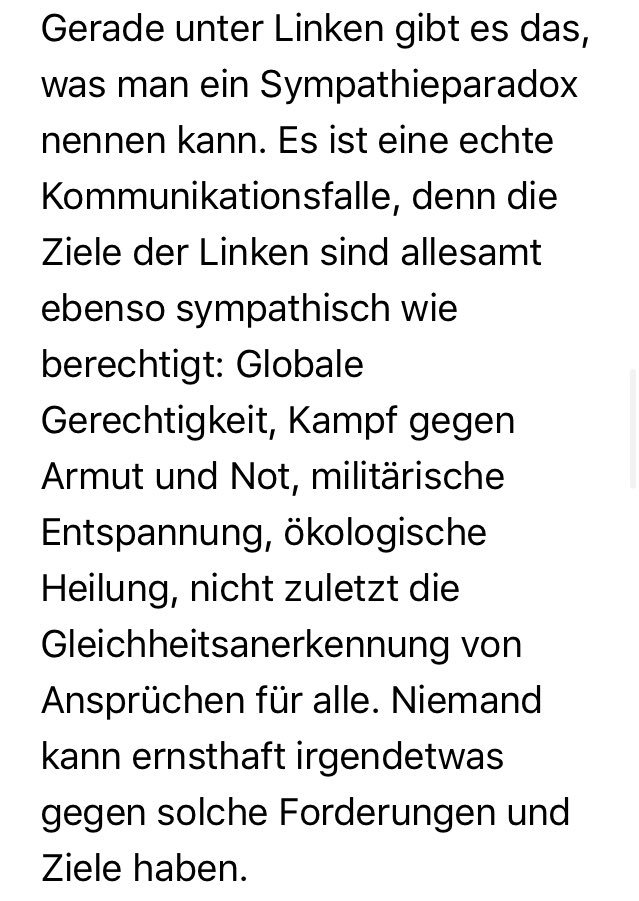 Gerade unter Linken gibt es das,
was man ein Sympathieparadox
nennen kann. Es ist eine echte
Kommunikationsfalle, denn die
Ziele der Linken sind allesamt
ebenso sympathisch wie
berechtigt: Globale
Gerechtigkeit, Kampf gegen
Armut und Not, militärische
Entspannung, ökologische
Heilung, nicht zuletzt die
Gleichheitsanerkennung von
Ansprüchen für alle. Niemand
kann ernsthaft irgendetwas
gegen solche Forderungen und
Ziele haben.